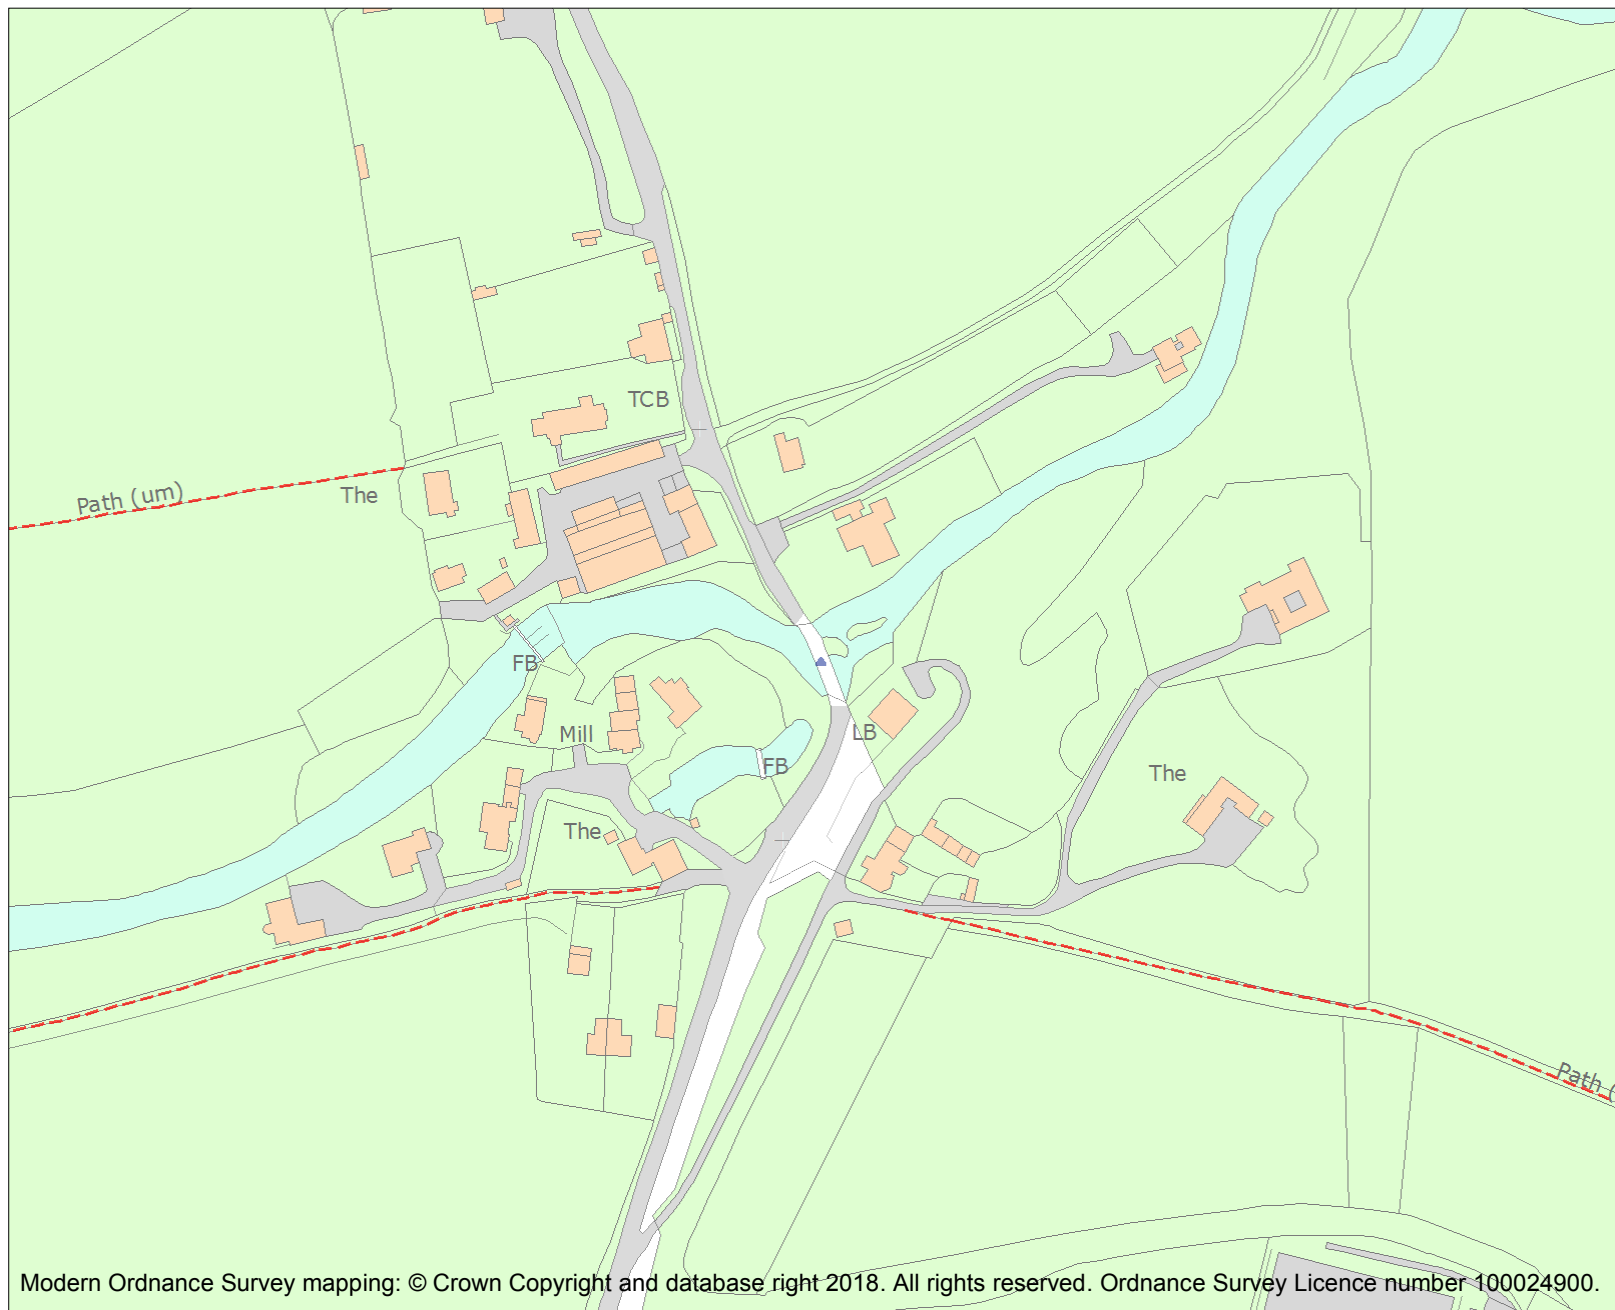 TCB
Path (um)
The
FB
Mill
LB
FB
The
The
Path (
Modern Ordnance Survey mapping: © Crown Copyright and database right 2018. All rights reserved. Ordnance Survey Licence number 100024900.